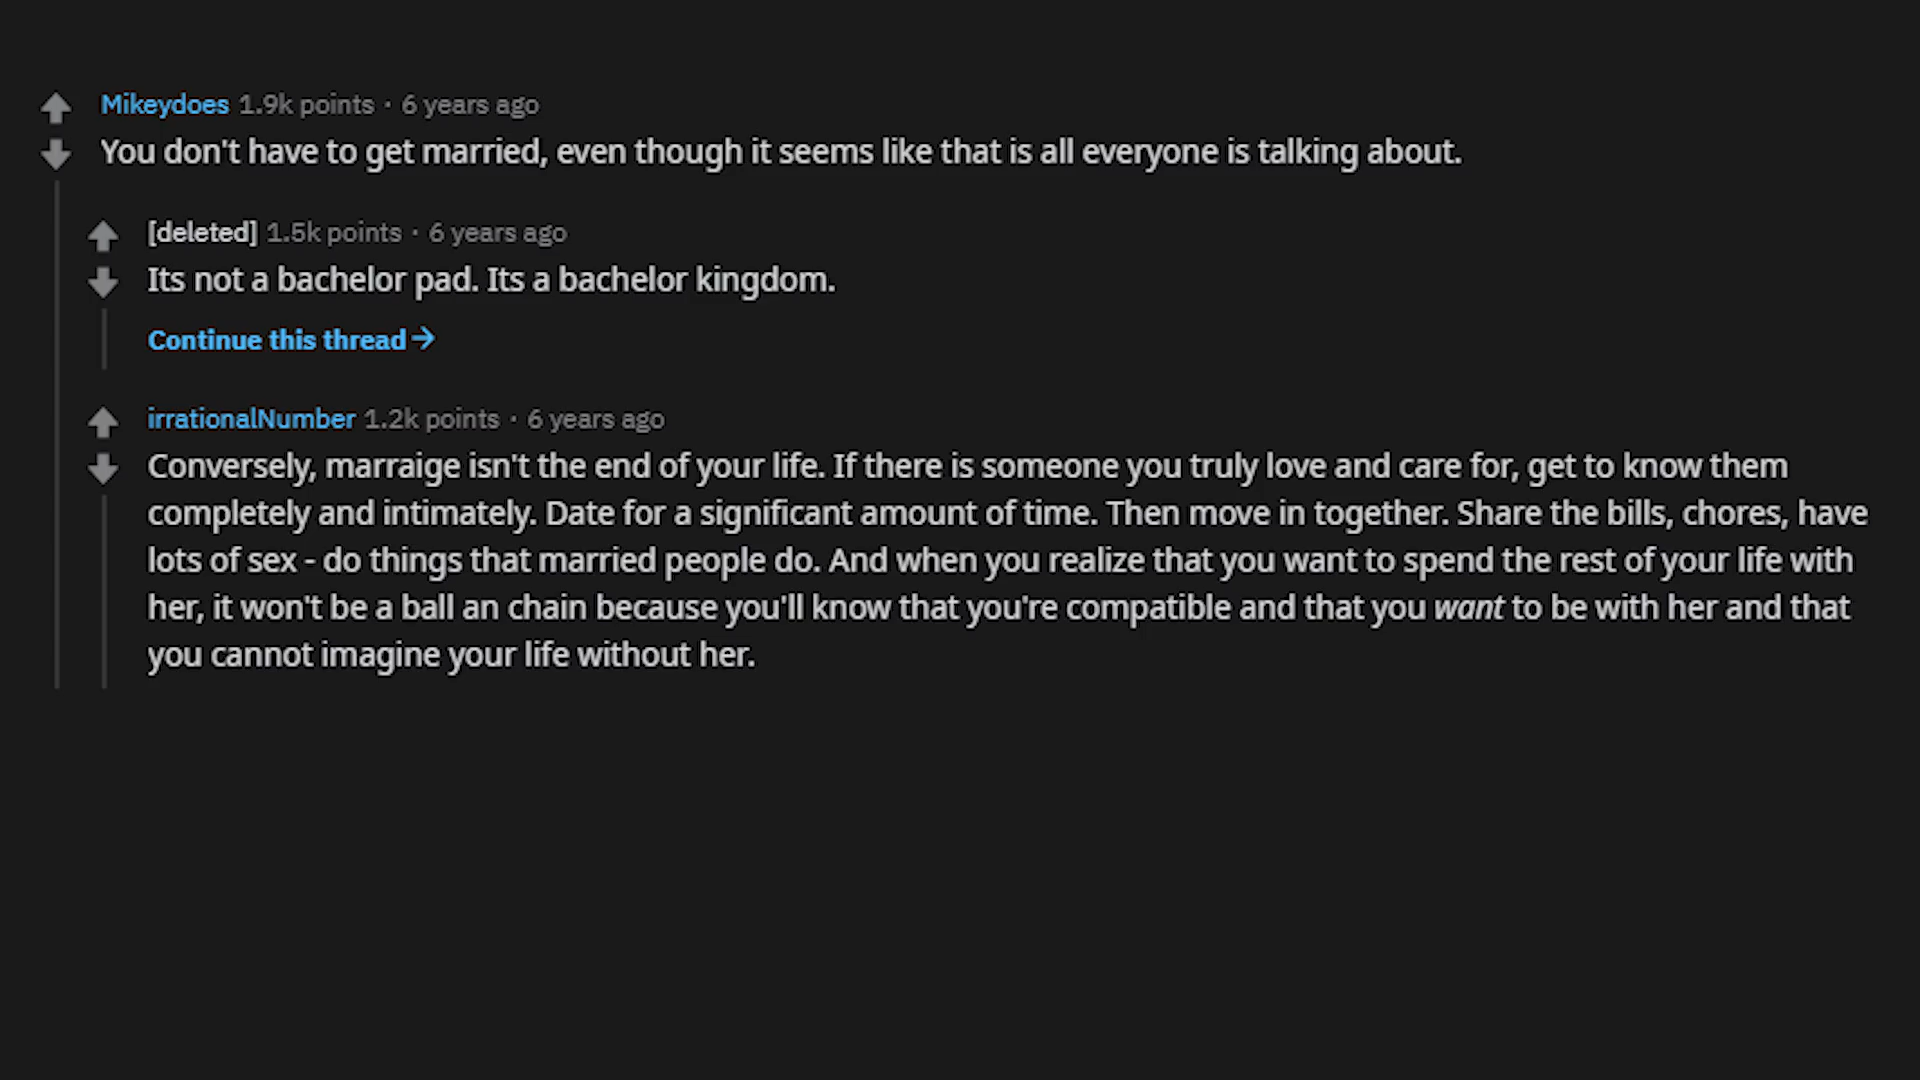 Mikeydoes 1.9k points · 6 years ago
You don't have to get married, even though it seems like that is all everyone is talking about.
[deleted] 1.5k points · 6 years ago
Its not a bachelor pad. Its a bachelor kingdom.
Continue this thread→
irrationalNumber 1.2k points · 6 years ago
Conversely, marraige isn't the end of your life. If there is someone you truly love and care for, get to know them
completely and intimately. Date for a significant amount of time. Then move in together. Share the bills, chores, have
lots of sex - do things that married people do. And when you realize that you want to spend the rest of your life with
her, it won't be a ball an chain because you'll know that you're compatible and that you want to be with her and that
you cannot imagine your life without her.